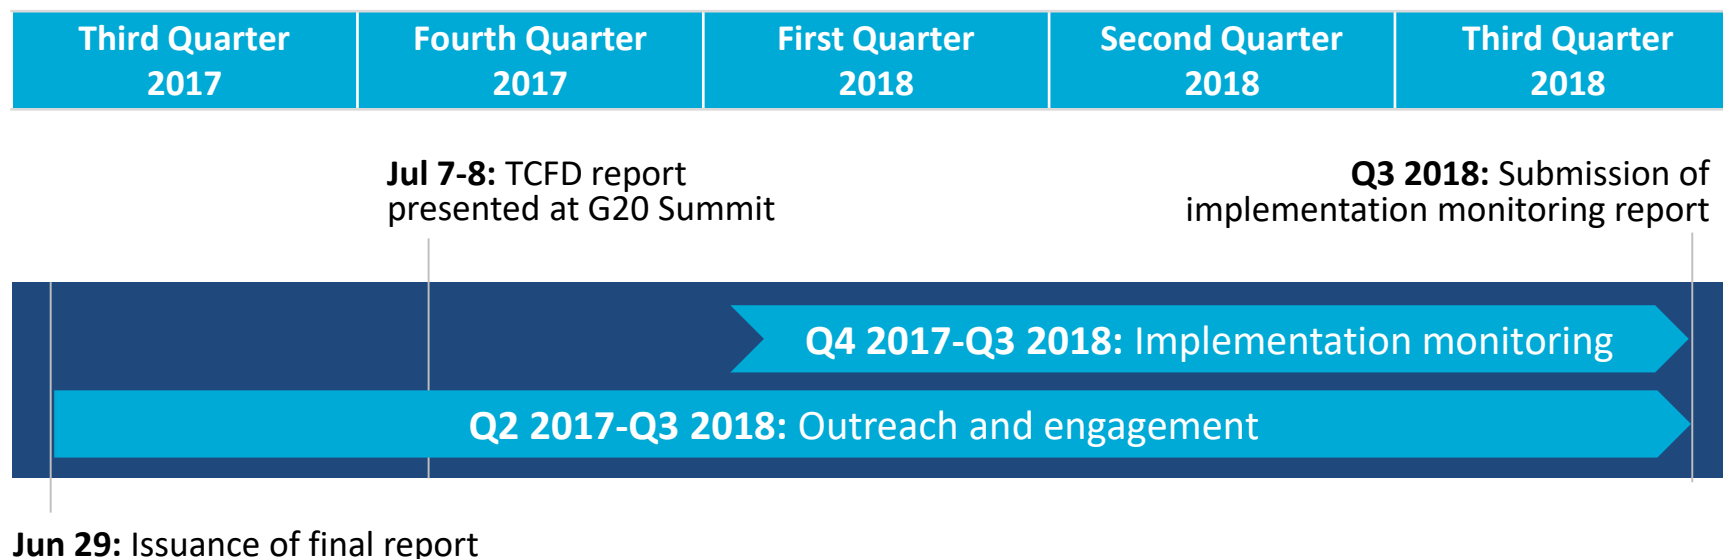 Third Quarter
2017
Fourth Quarter
2017
First Quarter
2018
Second Quarter
2018
Third Quarter
2018
Jul 7-8: TCFD report
presented at G20 Summit
Q3 2018: Submission of
implementation monitoring report
Q4 2017-Q3 2018: Implementation monitoring
Q2 2017-Q3 2018: Outreach and engagement
Jun 29: Issuance of final report